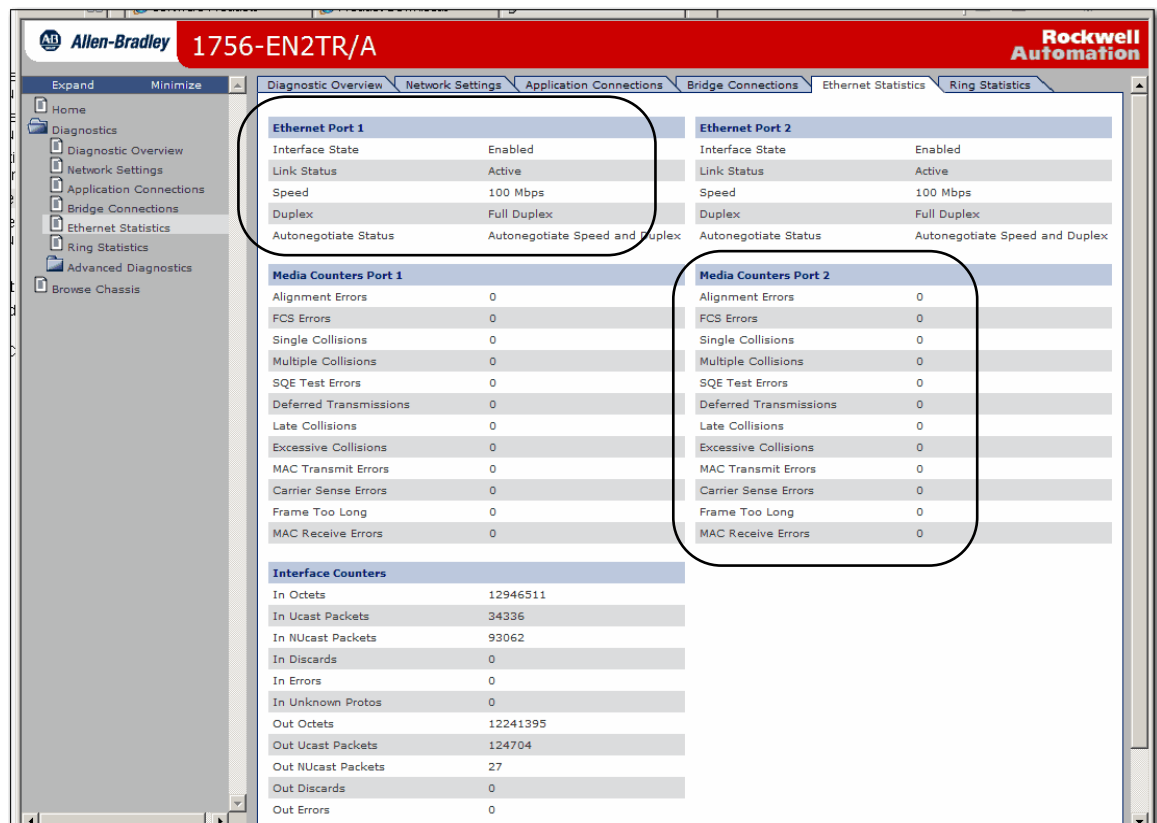 Allen-Bradley
AB
1756-EN2TR/A
Rockwell
Automation
Expand Minimize
Home
Diagnostics
Diagnostic Overview
Network Settings
Application Connections
Bridge Connections
Ethernet Statistics
Ring Statistics
Advanced Diagnostics
Browse Chassis
Diagnostic Overview Network Settings Application Connections Bridge Connections Ethernet Statistics Ring Statistics
Ethernet Port 1
Interface State Enabled
Link Status Active
Speed 100 Mbps
Duplex Full Duplex
Autonegotiate Status Autonegotiate Speed and Duplex
Ethernet Port 2
Interface State Enabled
Link Status Active
Speed 100 Mbps
Duplex Full Duplex
Autonegotiate Status Autonegotiate Speed and Duplex
Media Counters Port 1
Alignment Errors 0
FCS Errors 0
Single Collisions 0
Multiple Collisions 0
SQE Test Errors 0
Deferred Transmissions 0
Late Collisions 0
Excessive Collisions 0
MAC Transmit Errors 0
Carrier Sense Errors 0
Frame Too Long 0
MAC Receive Errors 0
Media Counters Port 2
Alignment Errors 0
FCS Errors 0
Single Collisions 0
Multiple Collisions 0
SQE Test Errors 0
Deferred Transmissions 0
Late Collisions 0
Excessive Collisions 0
MAC Transmit Errors 0
Carrier Sense Errors 0
Frame Too Long 0
MAC Receive Errors 0
Interface Counters
In Octets 12946511
In Ucast Packets 34336
In NUcast Packets 93062
In Discards 0
In Errors 0
In Unknown Protos 0
Out Octets 12241395
Out Ucast Packets 124704
Out NUcast Packets 27
Out Discards 0
Out Errors 0